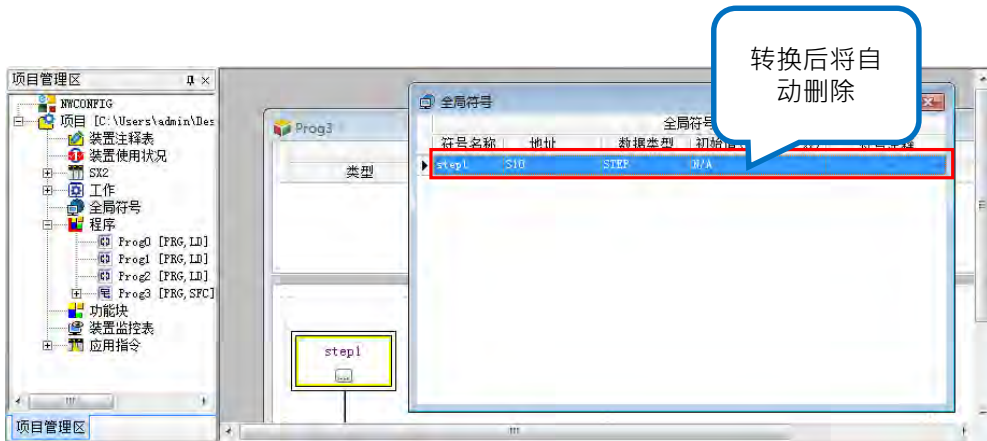 转换后将自
动删除
项目管理区
NWCONFIG
项目 [C:\Users\admin\Des
装置注释表
装置使用状况
SX2
工作
全局符号
程序
Prog0 [PRG,LD]
Prog1 [PRG,LD]
Prog2 [PRG,LD]
Prog3 [PRG,SFC]
功能块
装置监控表
应用指令
项目管理区
Prog3
类型
step1
...
全局符号
全局符号
符号名称 地址 数据类型
step1 S10 STEP N/A